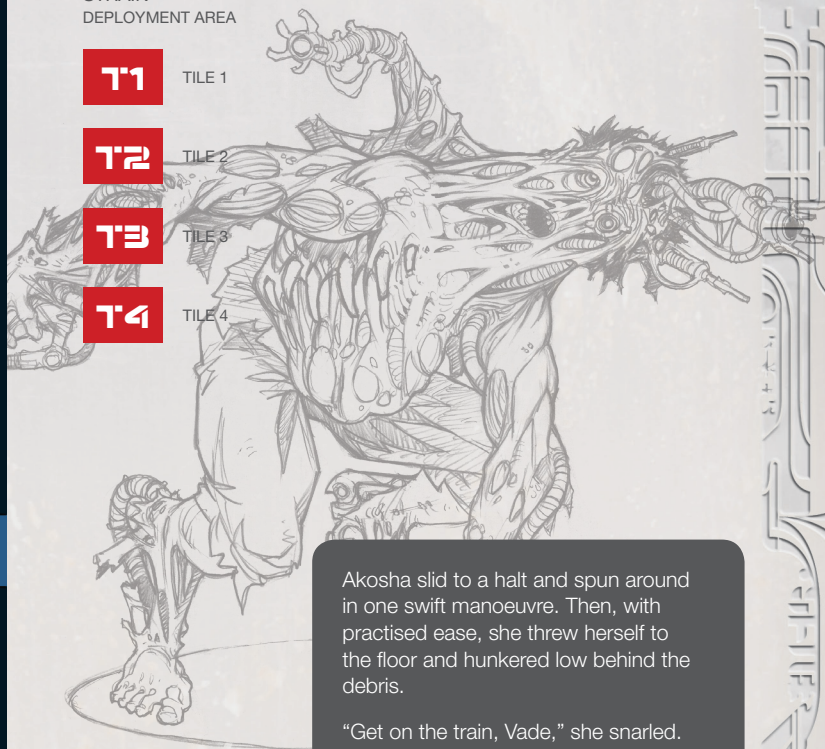 DEPLOYMENT AREA
T1 TILE 1
T2 TILE 2
T3 TILE 3
T4 TILE 4
Akosha slid to a halt and spun around
in one swift manoeuvre. Then, with
practised ease, she threw herself to
the floor and hunkered low behind the
debris.
“Get on the train, Vade,” she snarled.